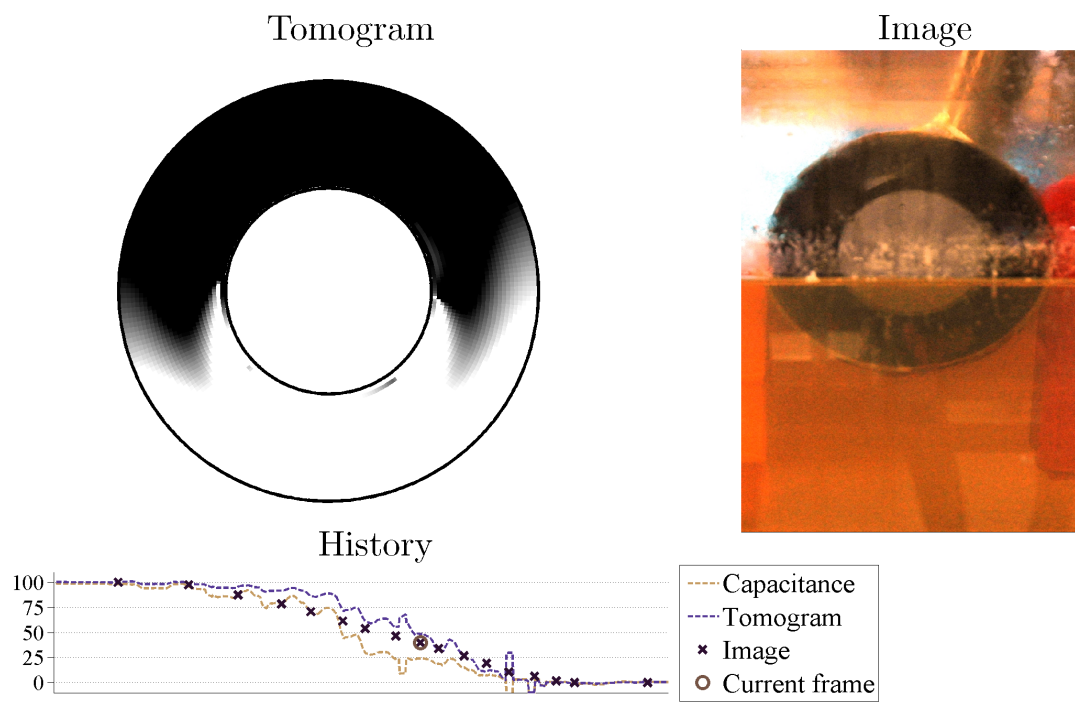 Tomogram
Image
History
100
75
50
25
0
Capacitance
Tomogram
Image
Current frame